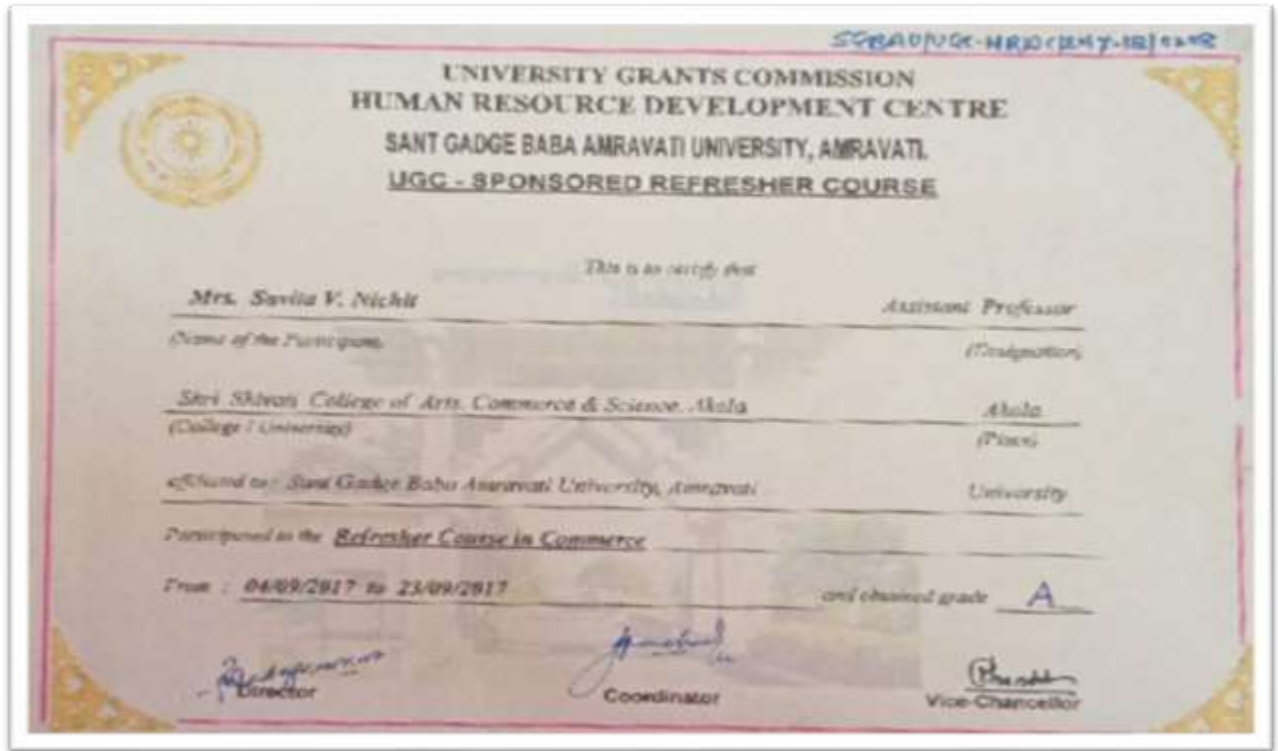 UNIVERSITY GRANTS COMMISSION
HUMAN RESOURCE DEVELOPMENT CENTRE
SANT GADGE BABA AMRAVATI UNIVERSITY, AMRAVATI.
UGC - SPONSORED REFRESHER COURSE
This is to certify that
Mrs. Savita V. Nichit Assistant Professor
(Name of the Participant) (Designation)
Shri Shivaji College of Arts, Commerce & Science, Akola Akola
(College / University) (Place)
affiliated to : Sant Gadge Baba Amravati University, Amravati University
Participated in the Refresher Course in Commerce
From : 04/09/2017 to 23/09/2017 and obtained grade A
Director Coordinator Vice-Chancellor